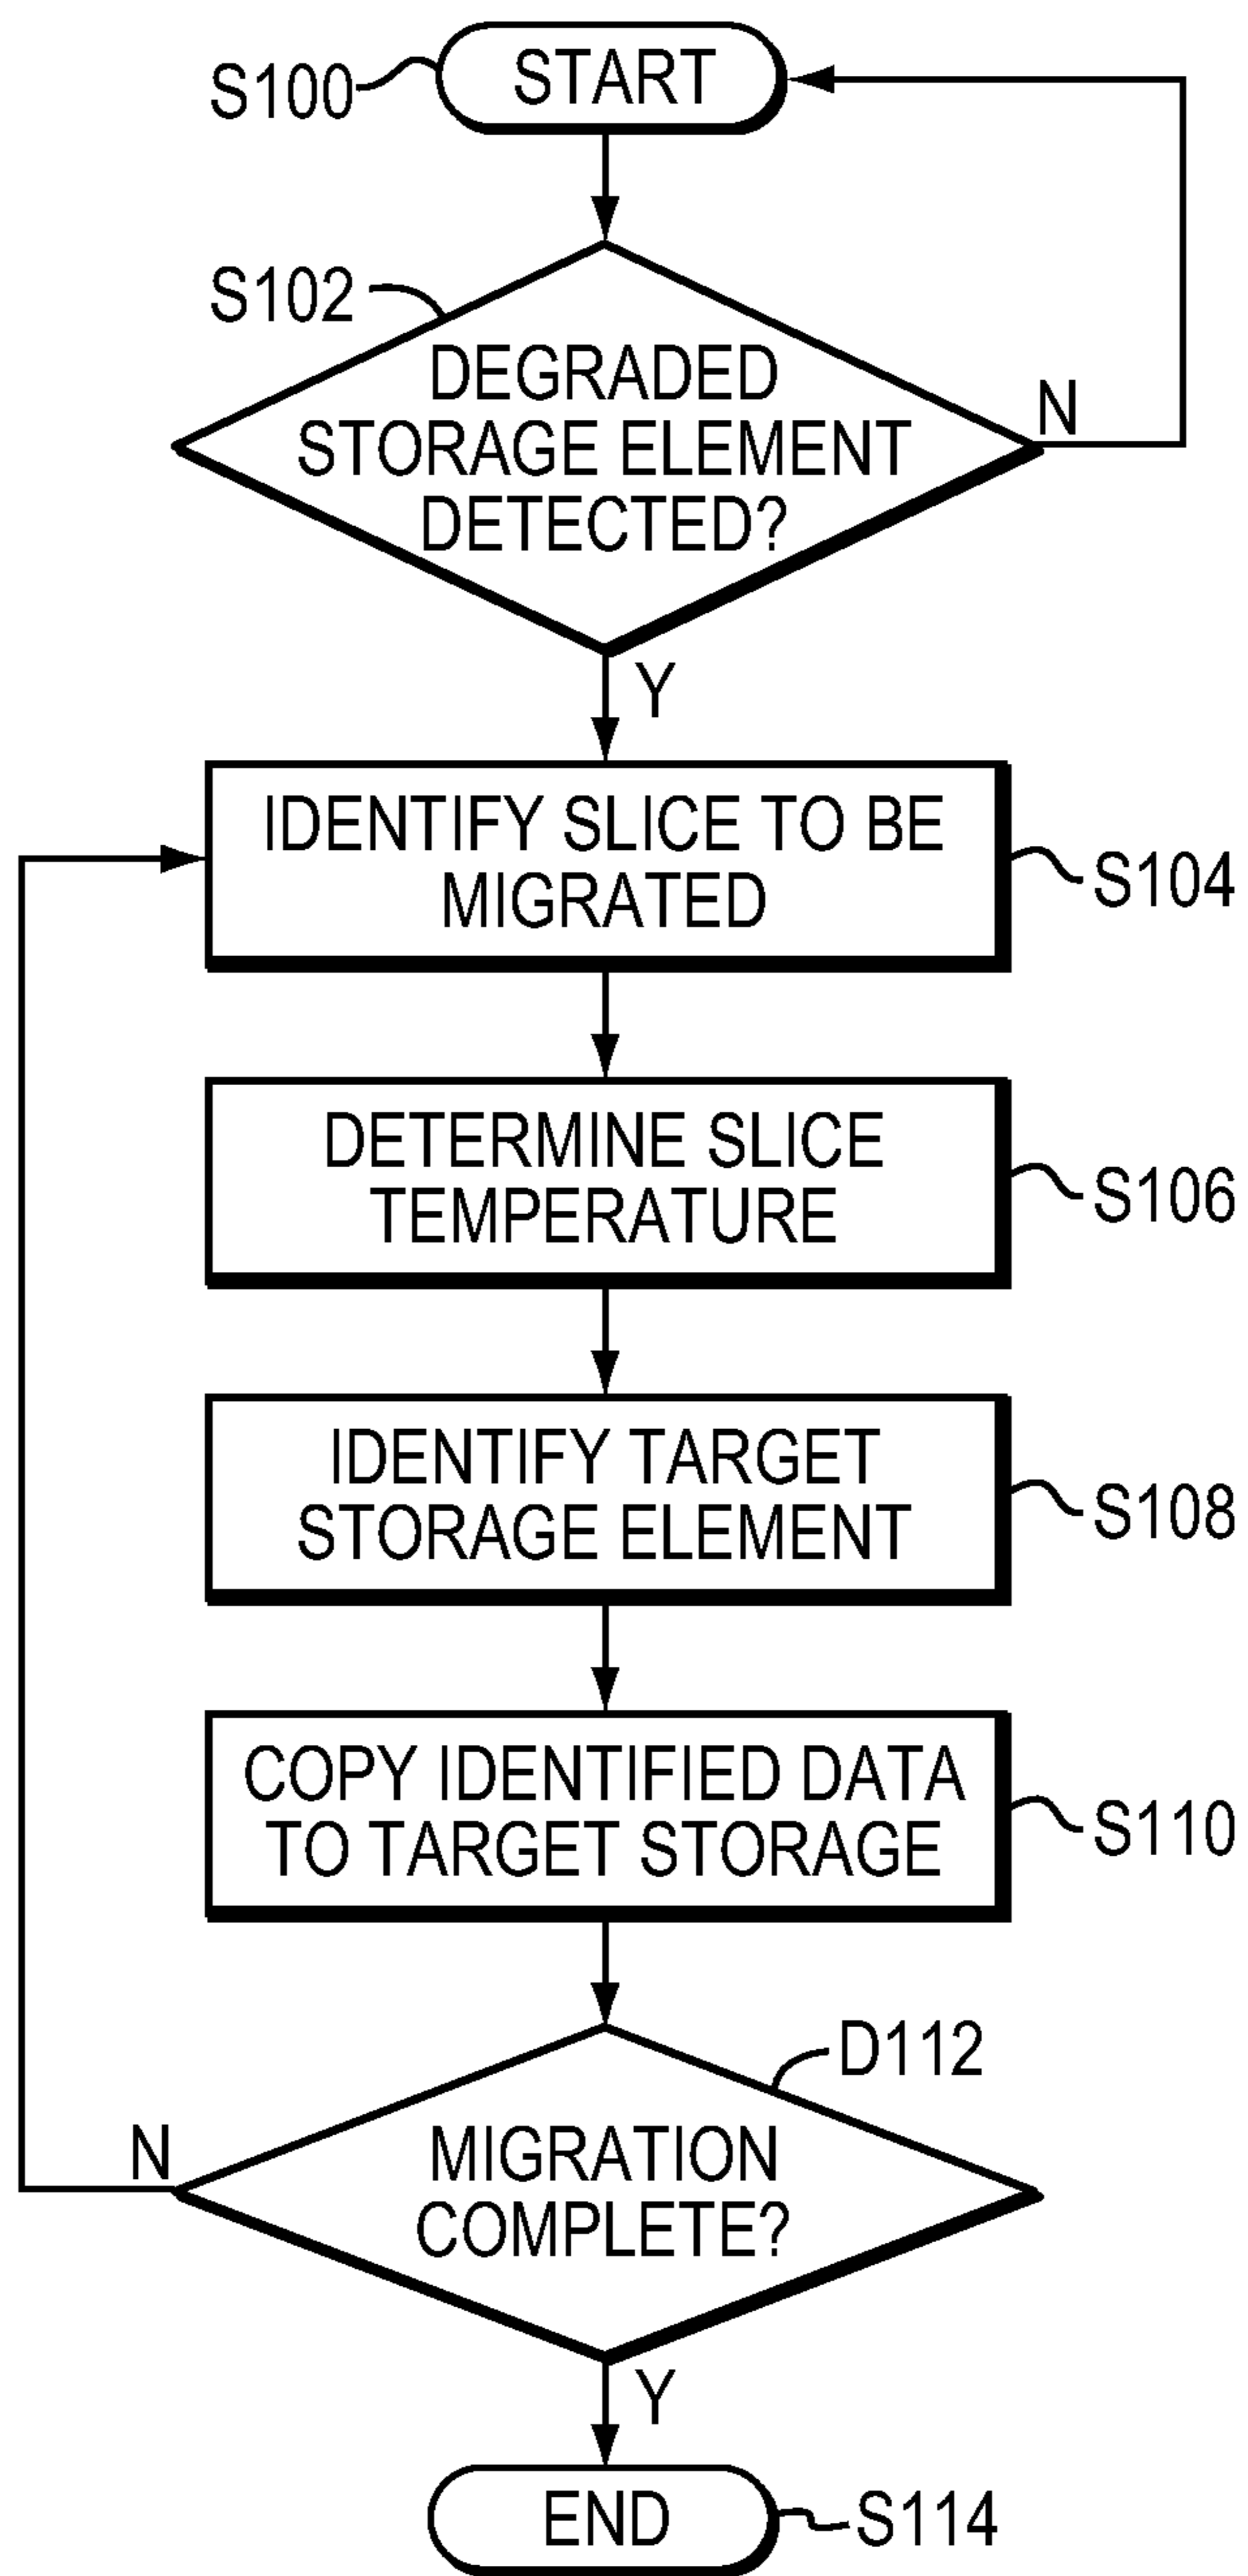 S100
START
S102
DEGRADED
STORAGE ELEMENT
DETECTED?
N
Y
IDENTIFY SLICE TO BE
MIGRATED
S104
DETERMINE SLICE
TEMPERATURE
S106
IDENTIFY TARGET
STORAGE ELEMENT
S108
COPY IDENTIFIED DATA
TO TARGET STORAGE
S110
D112
N
MIGRATION
COMPLETE?
Y
END
S114